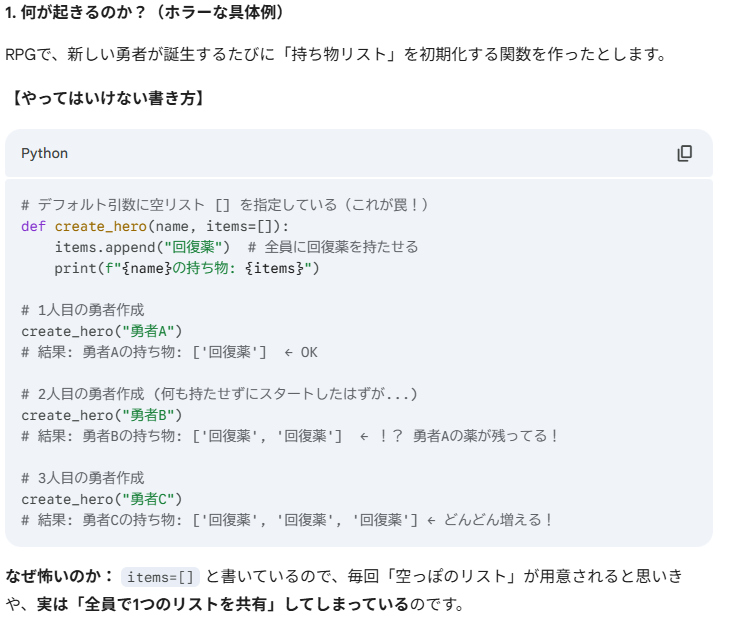 1. 何が起きるのか？（ホラーな具体例）
RPGで、新しい勇者が誕生するたびに「持ち物リスト」を初期化する関数を作ったとします。
【やってはいけない書き方】
Python
# デフォルト引数に空リスト [] を指定している（これが罠！）
def create_hero(name, items=[]):
    items.append("回復薬")  # 全員に回復薬を持たせる
    print(f"{name}の持ち物: {items}")
# 1人目の勇者作成
create_hero("勇者A")
# 結果: 勇者Aの持ち物: ['回復薬']  ← OK
# 2人目の勇者作成（何も持たせずにスタートしたはずが...）
create_hero("勇者B")
# 結果: 勇者Bの持ち物: ['回復薬', '回復薬']  ← ！？ 勇者Aの薬が残ってる！
# 3人目の勇者作成
create_hero("勇者C")
# 結果: 勇者Cの持ち物: ['回復薬', '回復薬', '回復薬'] ← どんどん増える！
なぜ怖いのか： items=[] と書いているので、毎回「空っぽのリスト」が用意されると思いき
や、実は「全員で1つのリストを共有」してしまっているのです。